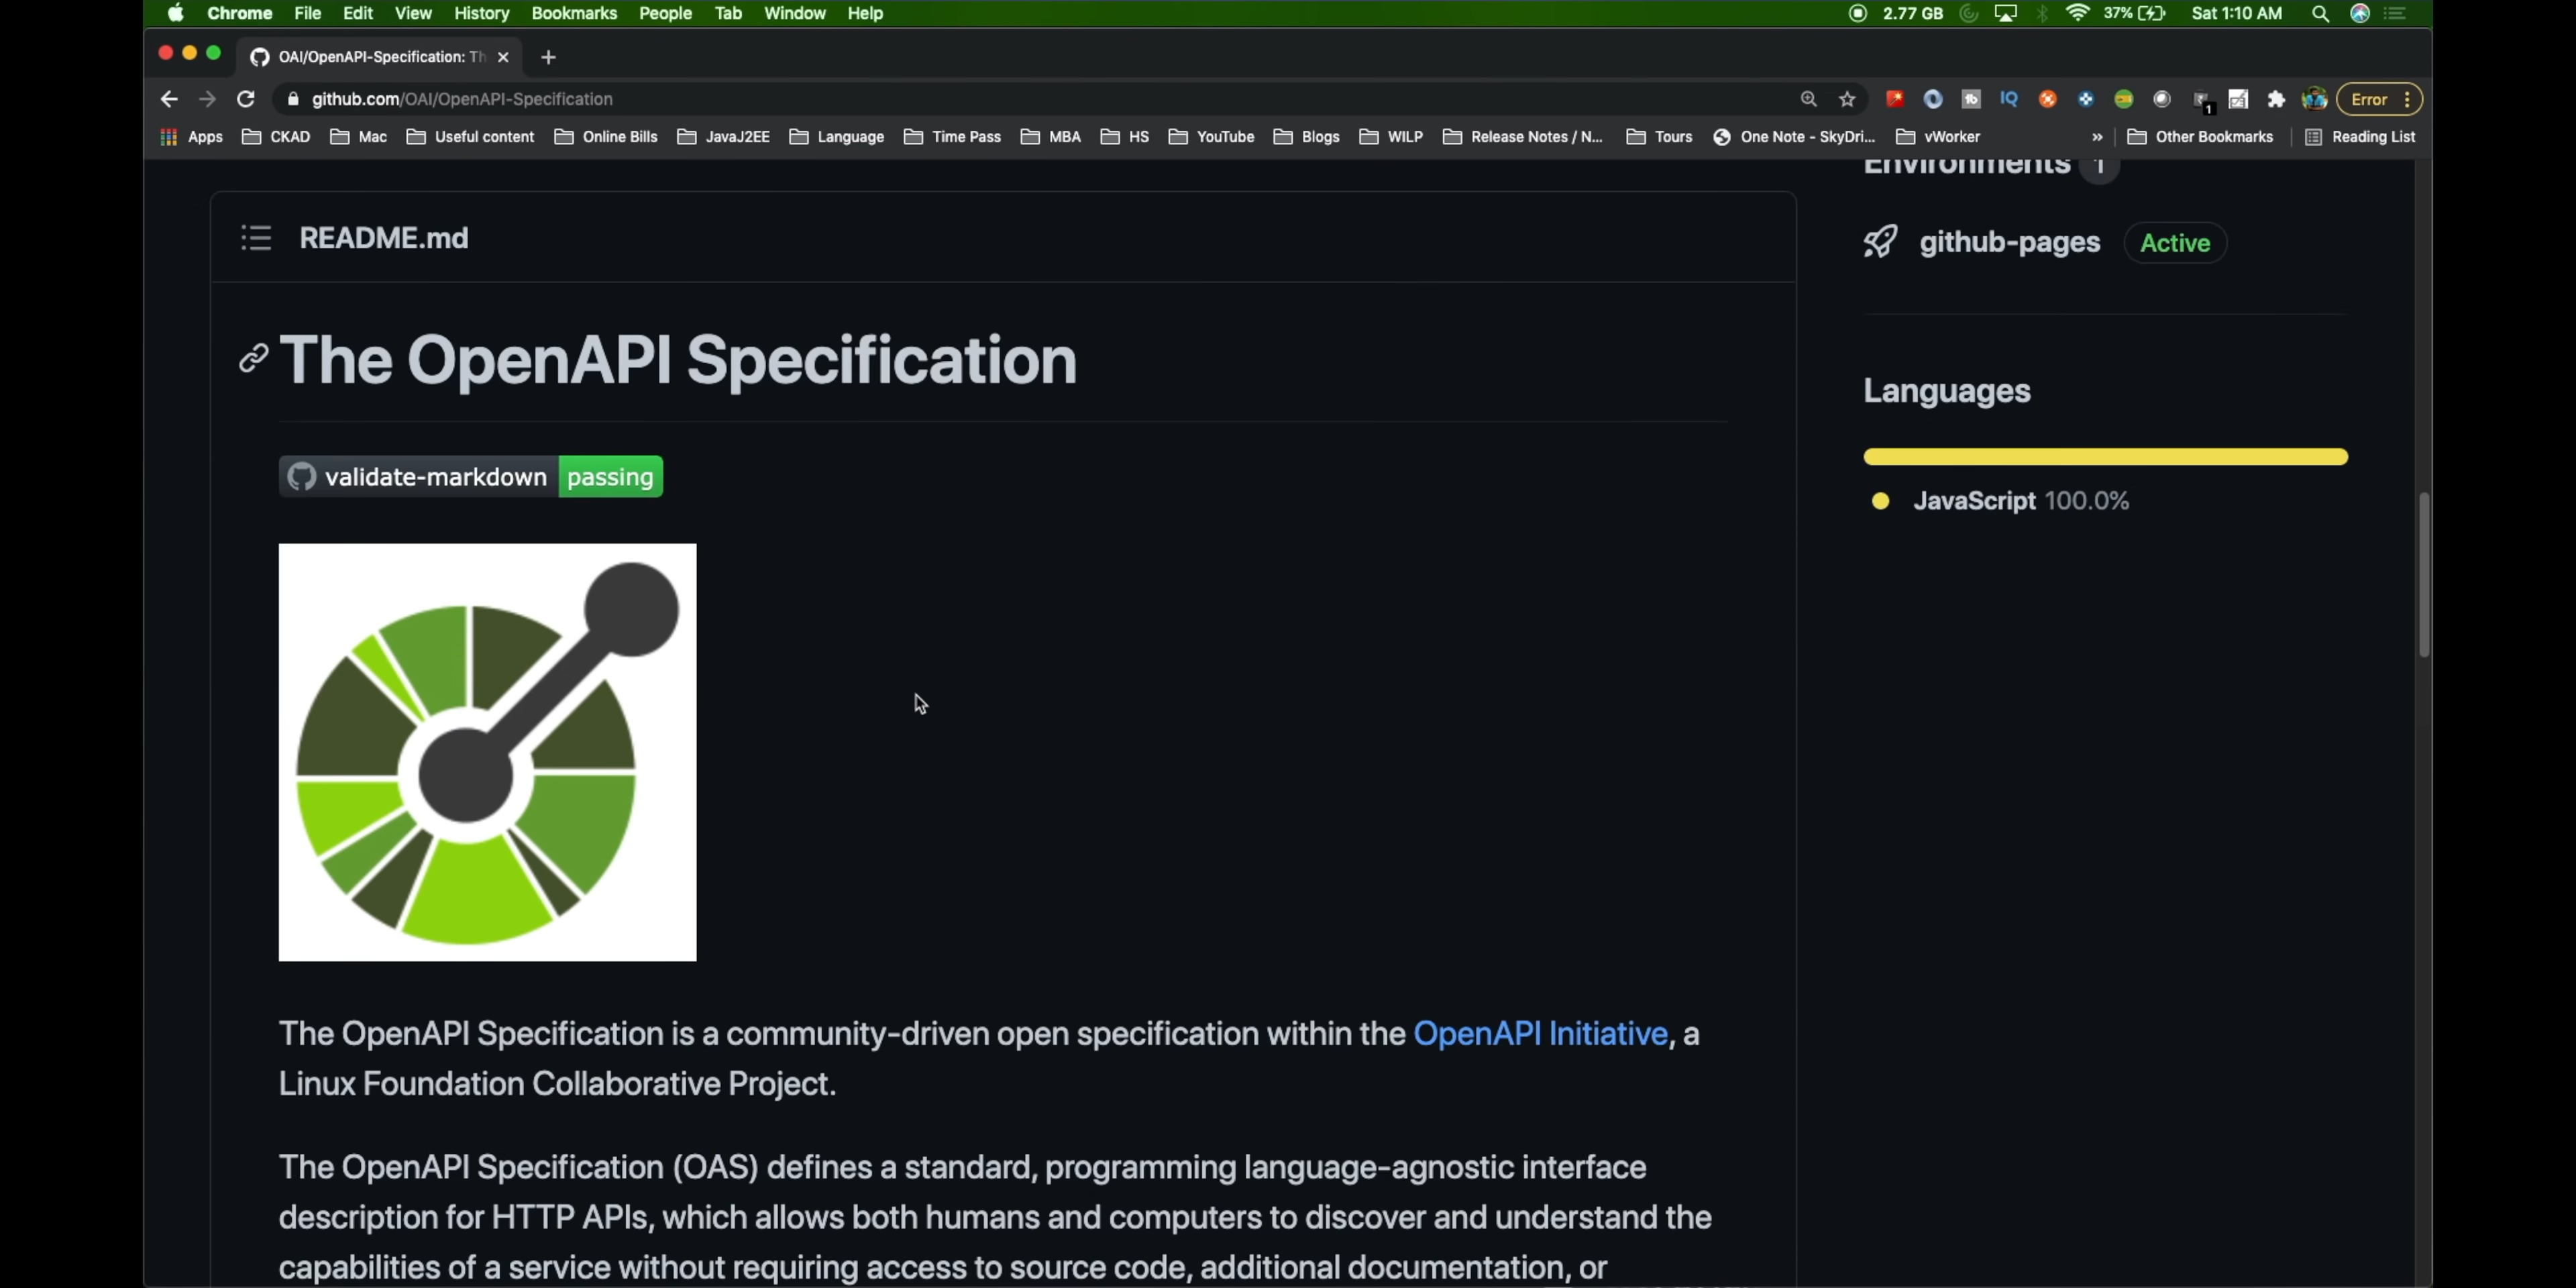 Chrome File Edit View History Bookmarks People Tab Window Help 2.77 GB 37% Sat 1:10 AM
OAI/OpenAPI-Specification: Th
github.com/OAI/OpenAPI-Specification IQ 1 Error
Apps CKAD Mac Useful content Online Bills JavaJ2EE Language Time Pass MBA HS YouTube Blogs WILP Release Notes / N... Tours One Note - SkyDri... vWorker » Other Bookmarks Reading List
Environments 1
README.md
github-pages Active
The OpenAPI Specification
Languages
validate-markdown passing
JavaScript 100.0%
The OpenAPI Specification is a community-driven open specification within the OpenAPI Initiative, a
Linux Foundation Collaborative Project.
The OpenAPI Specification (OAS) defines a standard, programming language-agnostic interface
description for HTTP APIs, which allows both humans and computers to discover and understand the
capabilities of a service without requiring access to source code, additional documentation, or